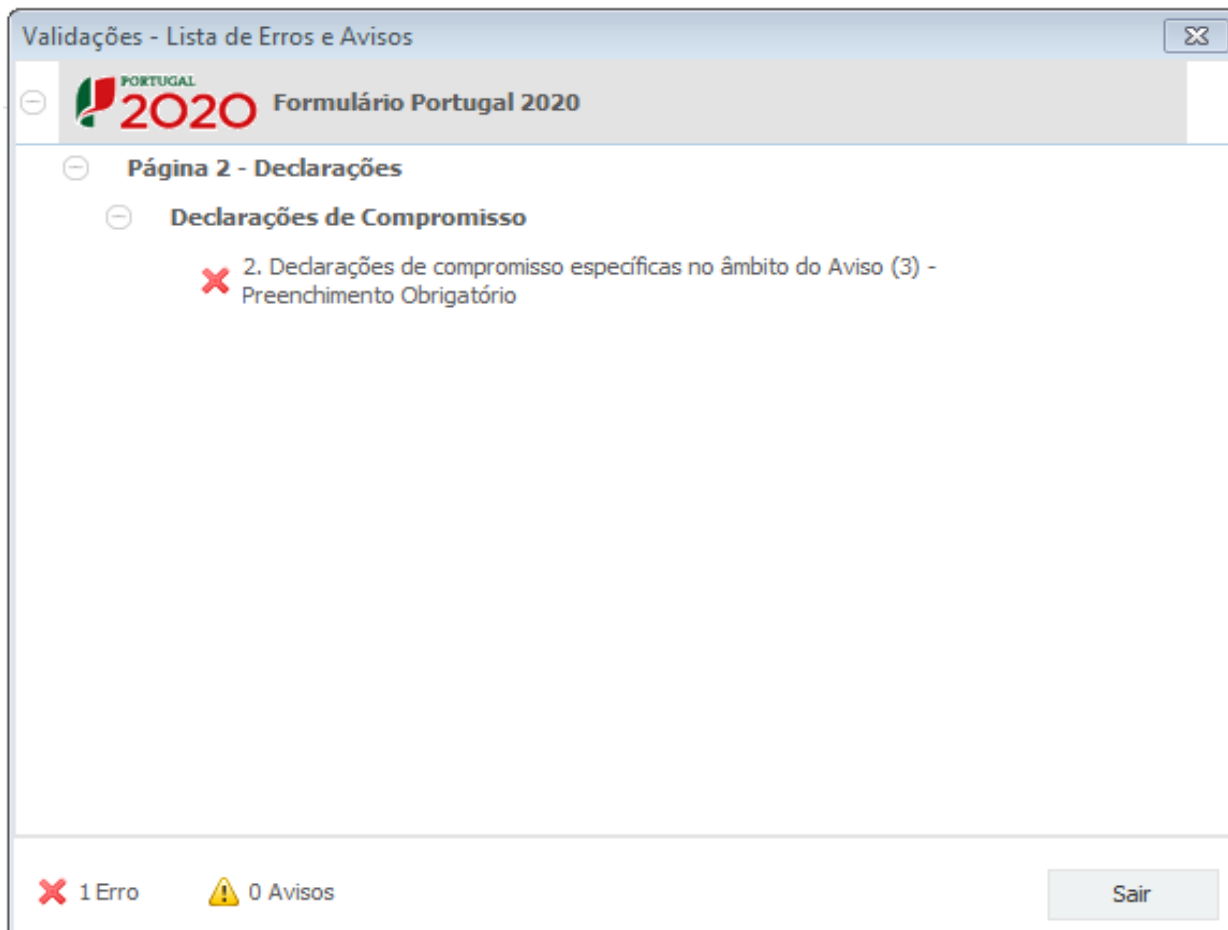 Validações - Lista de Erros e Avisos
PORTUGAL
2020
Formulário Portugal 2020
Página 2 - Declarações
Declarações de Compromisso
2. Declarações de compromisso específicas no âmbito do Aviso (3) -
Preenchimento Obrigatório
1 Erro
0 Avisos
Sair